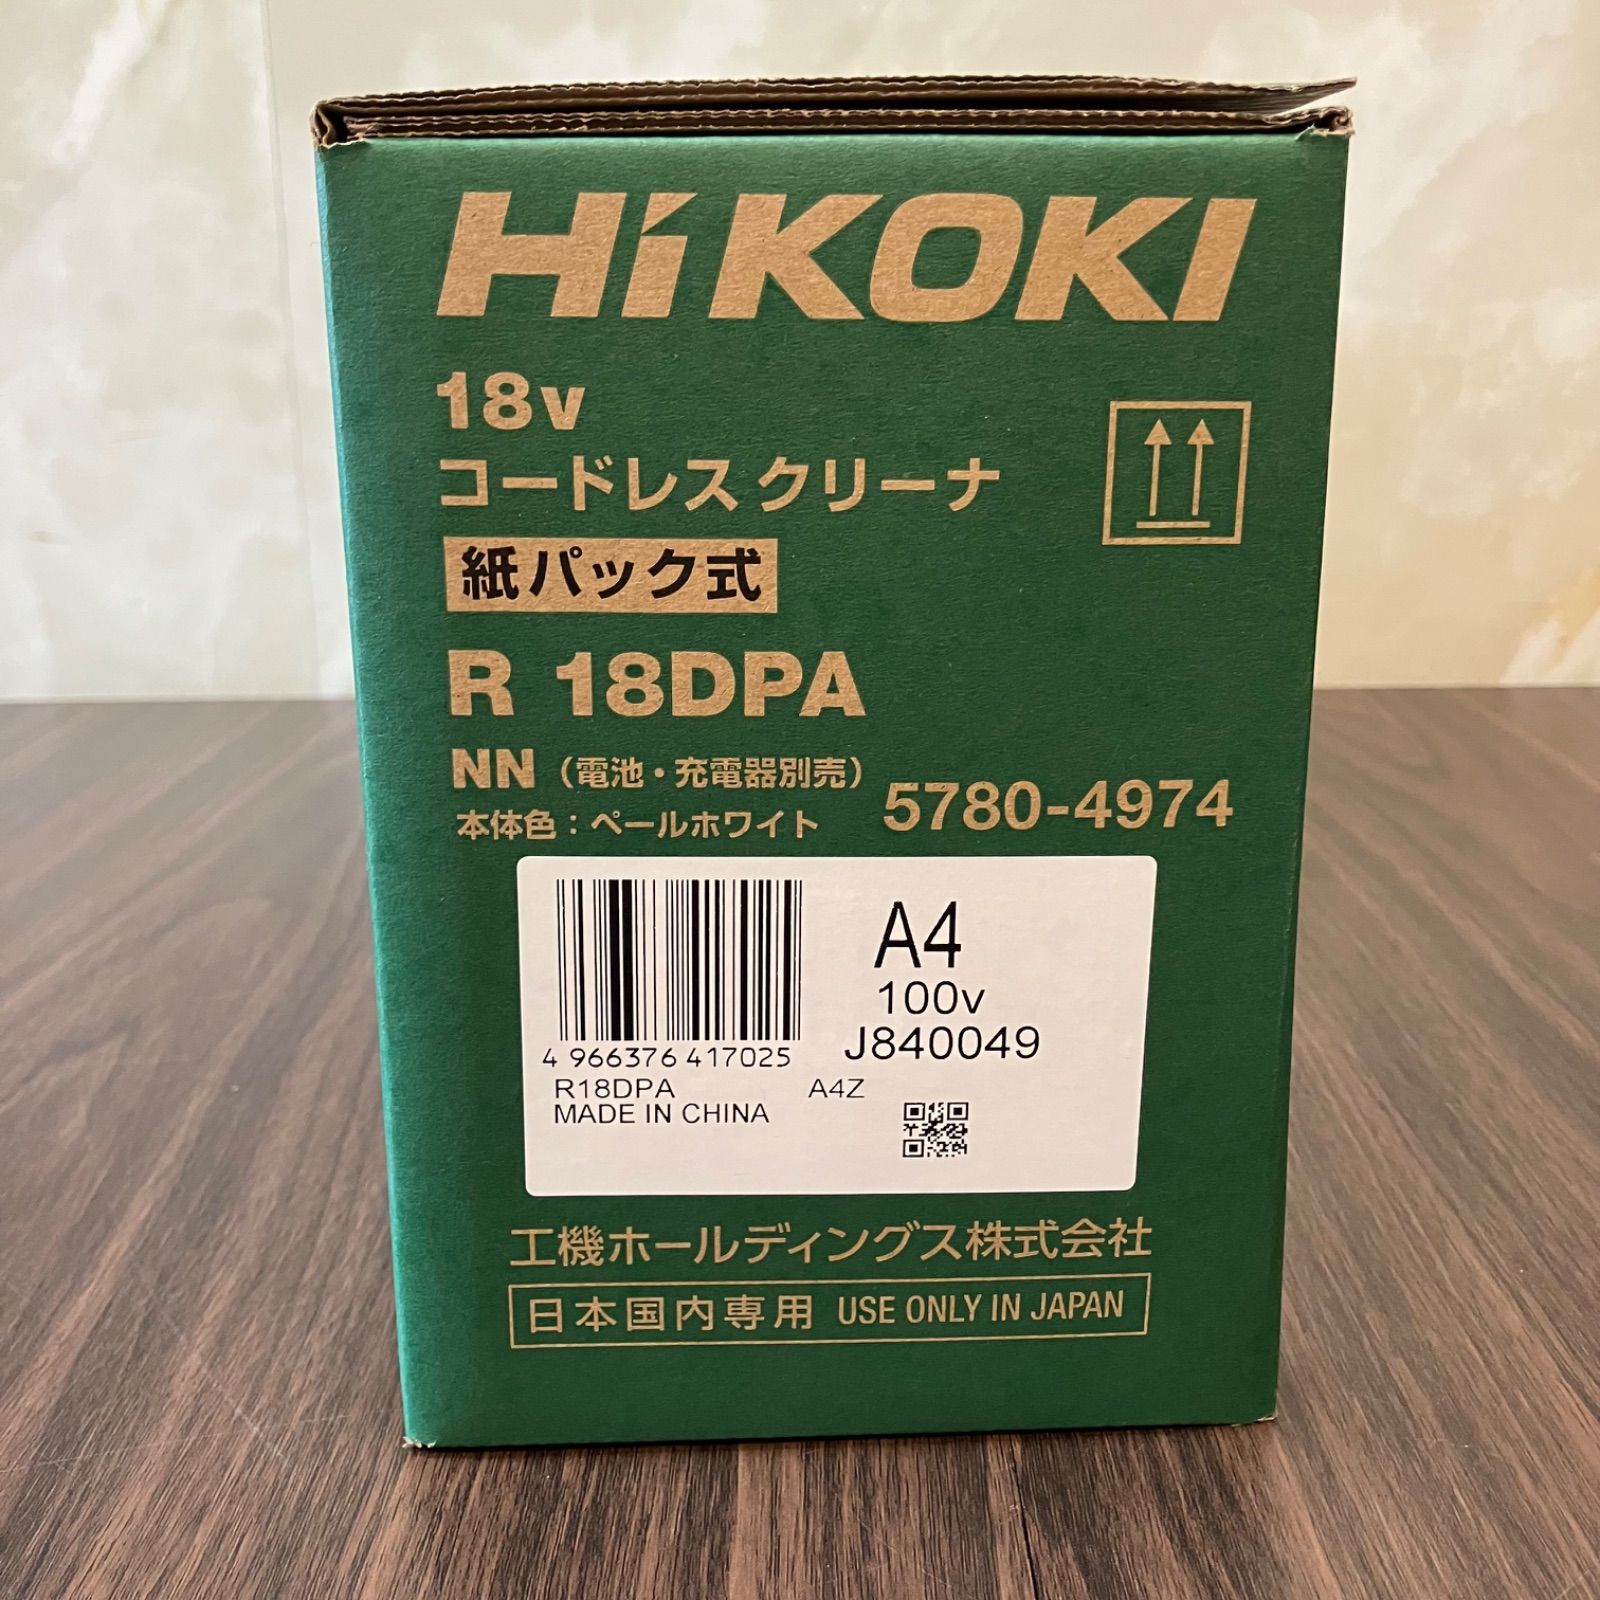 HiKOKI
18v
コードレスクリーナ
紙パック式
R 18DPA
NN（電池・充電器別売）
本体色：ペールホワイト
5780-4974
A4
100v
J840049
4 966376 417025
R18DPA A4Z
MADE IN CHINA
工機ホールディングス株式会社
日本国内専用 USE ONLY IN JAPAN